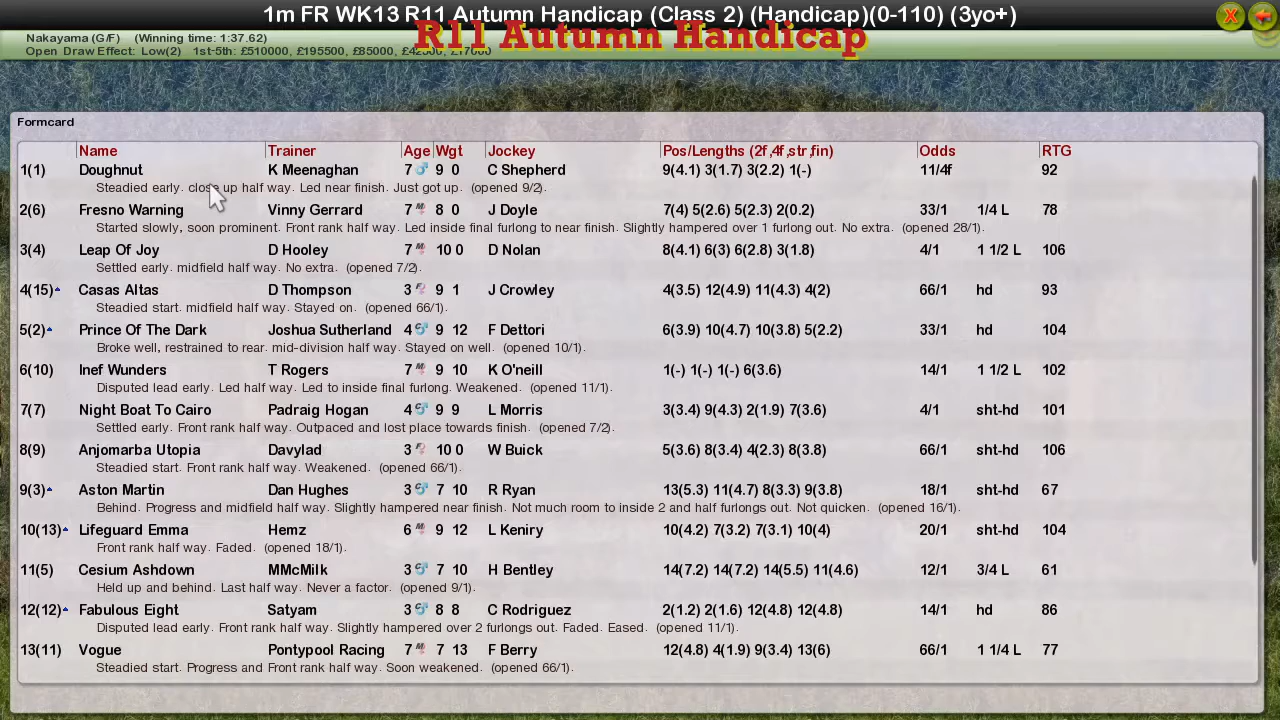 1m FR WK13 R11 Autumn Handicap (Class 2) (Handicap)(0-110) (3yo+)
R11 Autumn Handicap
Nakayama (G/F) (Winning time: 1:37.62)
Open Draw Effect: Low(2) 1st-5th: £510000, £195500, £85000, £42500, £17000
Formcard
Name Trainer Age Wgt Jockey Pos/Lengths (2f,4f,str,fin) Odds RTG
1(1) Doughnut K Meenaghan 7 9 0 C Shepherd 9(4.1) 3(1.7) 3(2.2) 1(-) 11/4f 92
Steadied early. close up half way. Led near finish. Just got up. (opened 9/2).
2(6) Fresno Warning Vinny Gerrard 7 8 0 J Doyle 7(4) 5(2.6) 5(2.3) 2(0.2) 33/1 1/4 L 78
Started slowly, soon prominent. Front rank half way. Led inside final furlong to near finish. Slightly hampered over 1 furlong out. No extra. (opened 28/1).
3(4) Leap Of Joy D Hooley 7 10 0 D Nolan 8(4.1) 6(3) 6(2.8) 3(1.8) 4/1 1 1/2 L 106
Settled early. midfield half way. No extra. (opened 7/2).
4(15) Casas Altas D Thompson 3 9 1 J Crowley 4(3.5) 12(4.9) 11(4.3) 4(2) 66/1 hd 93
Steadied start. midfield half way. Stayed on. (opened 66/1).
5(2) Prince Of The Dark Joshua Sutherland 4 9 12 F Dettori 6(3.9) 10(4.7) 10(3.8) 5(2.2) 33/1 hd 104
Broke well, restrained to rear. mid-division half way. Stayed on well. (opened 10/1).
6(10) Inef Wunders T Rogers 7 9 10 K O'neill 1(-) 1(-) 1(-) 6(3.6) 14/1 1 1/2 L 102
Disputed lead early. Led half way. Led to inside final furlong. Weakened. (opened 11/1).
7(7) Night Boat To Cairo Padraig Hogan 4 9 9 L Morris 3(3.4) 9(4.3) 2(1.9) 7(3.6) 4/1 sht-hd 101
Settled early. Front rank half way. Outpaced and lost place towards finish. (opened 7/2).
8(9) Anjomarba Utopia Davylad 3 10 0 W Buick 5(3.6) 8(3.4) 4(2.3) 8(3.8) 66/1 sht-hd 106
Steadied start. Front rank half way. Weakened. (opened 66/1).
9(3) Aston Martin Dan Hughes 3 7 10 R Ryan 13(5.3) 11(4.7) 8(3.3) 9(3.8) 18/1 sht-hd 67
Behind. Progress and midfield half way. Slightly hampered near finish. Not much room to inside 2 and half furlongs out. Not quicken. (opened 16/1).
10(13) Lifeguard Emma Hemz 6 9 12 L Keniry 10(4.2) 7(3.2) 7(3.1) 10(4) 20/1 sht-hd 104
Front rank half way. Faded. (opened 18/1).
11(5) Cesium Ashdown MMcMilk 3 7 10 H Bentley 14(7.2) 14(7.2) 14(5.5) 11(4.6) 12/1 3/4 L 61
Held up and behind. Last half way. Never a factor. (opened 9/1).
12(12) Fabulous Eight Satyam 3 8 8 C Rodriguez 2(1.2) 2(1.6) 12(4.8) 12(4.8) 14/1 hd 86
Disputed lead early. Front rank half way. Slightly hampered over 2 furlongs out. Faded. Eased. (opened 11/1).
13(11) Vogue Pontypool Racing 7 7 13 F Berry 12(4.8) 4(1.9) 9(3.4) 13(6) 66/1 1 1/4 L 77
Steadied start. Progress and Front rank half way. Soon weakened. (opened 66/1).